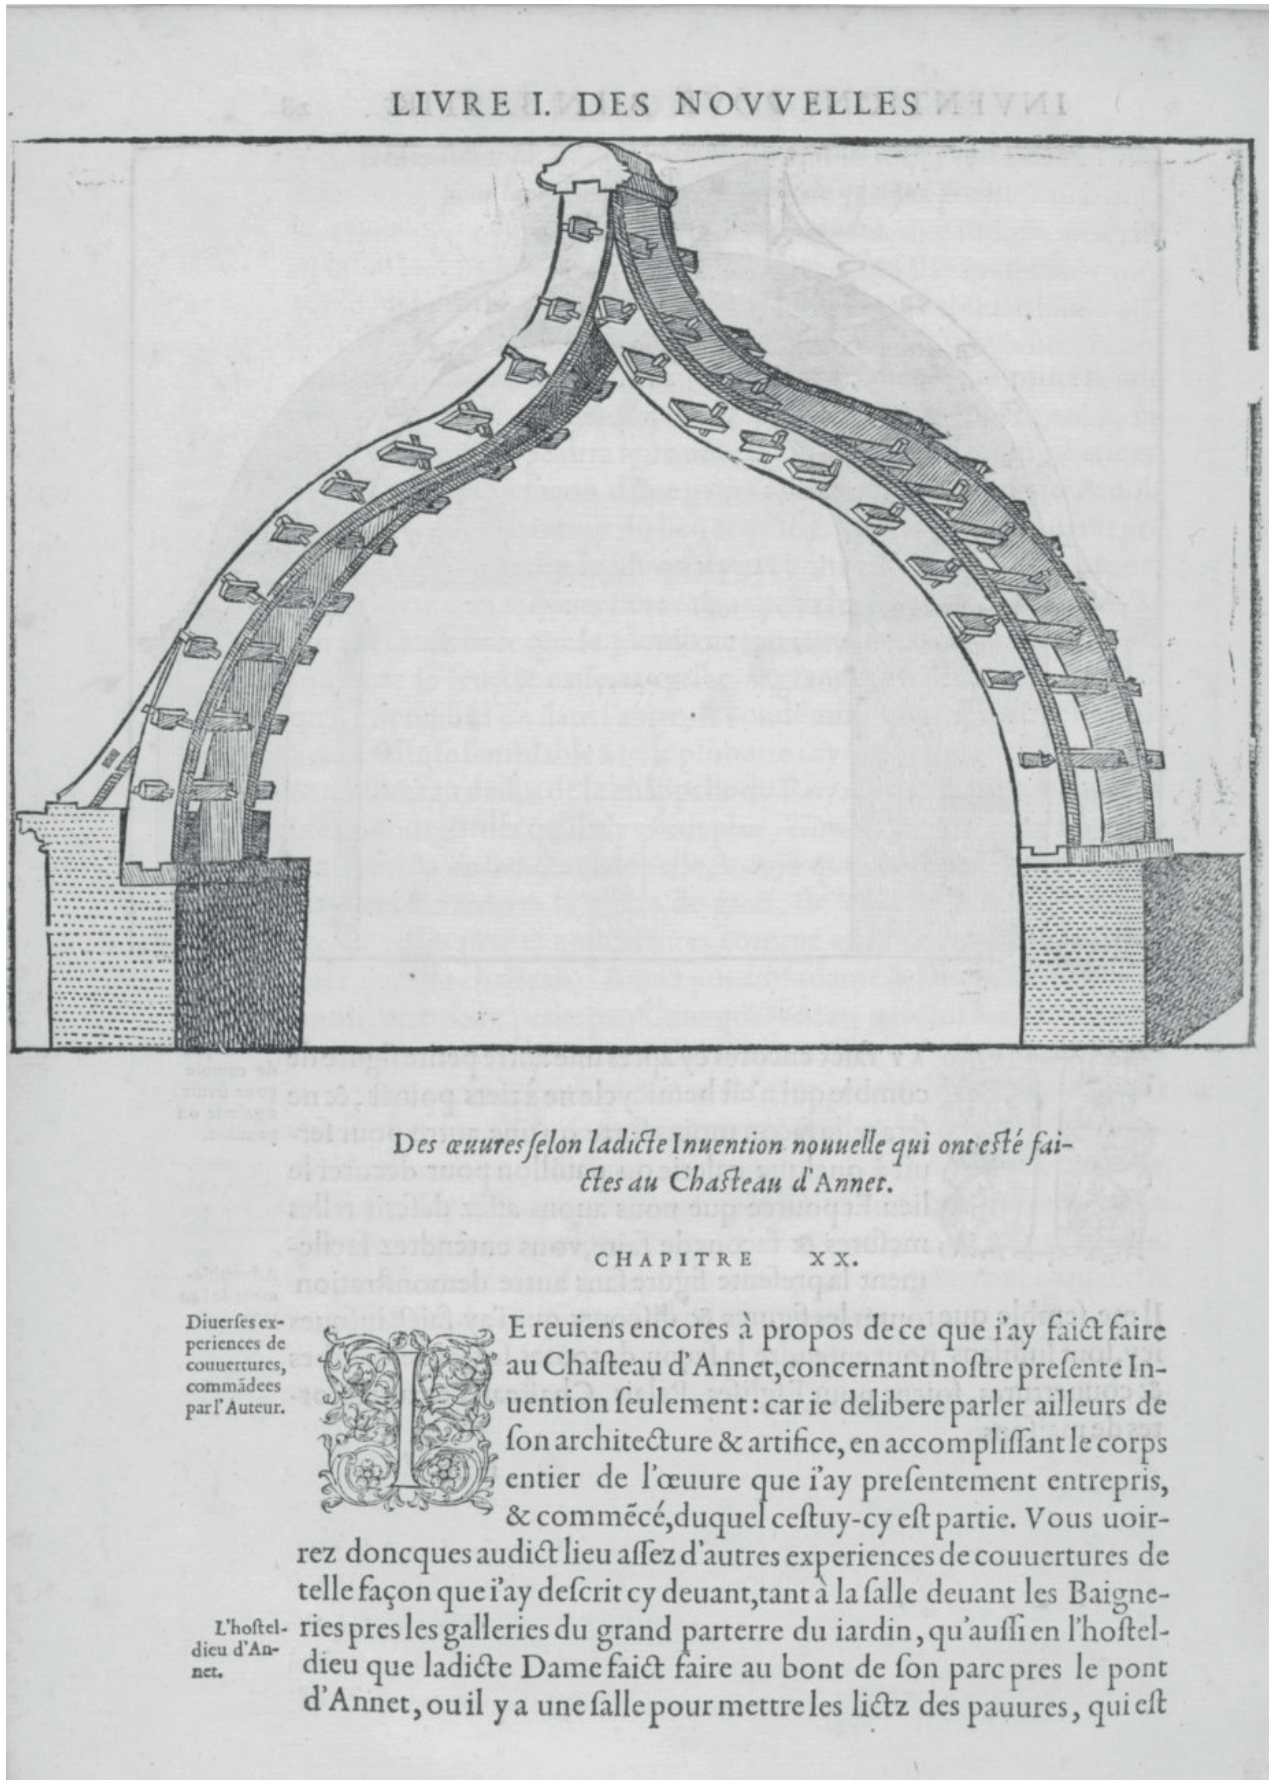 LIVRE II. DES NOVVELLES
Des œuures ſelon ladicte Inuention nouuelle qui ont eſté fai-
ctes au Chaſteau d'Annet.
CHAPITRE XX.
Diuerſes ex-
periences de
couuertures,
commādees
par l'Auteur.
IE reuiens encores à propos de ce que i'ay faict faire
au Chaſteau d'Annet, concernant noſtre preſente In-
uention ſeulement: car ie delibere parler ailleurs de
ſon architecture & artifice, en accompliſſant le corps
entier de l'œuure que i'ay preſentement entrepris,
& commēcé, duquel ceſtuy-cy eſt partie. Vous uoir-
rez doncques audict lieu aſſez d'autres experiences de couuertures de
telle façon que i'ay deſcrit cy deuant, tant à la ſalle deuant les Baigne-
ries pres les galleries du grand parterre du iardin, qu'auſſi en l'hoſtel-
dieu que ladicte Dame faict faire au bont de ſon parc pres le pont
d'Annet, ou il y a une ſalle pour mettre les lictz des pauures, qui eſt
L'hoſtel-
dieu d'An-
net.